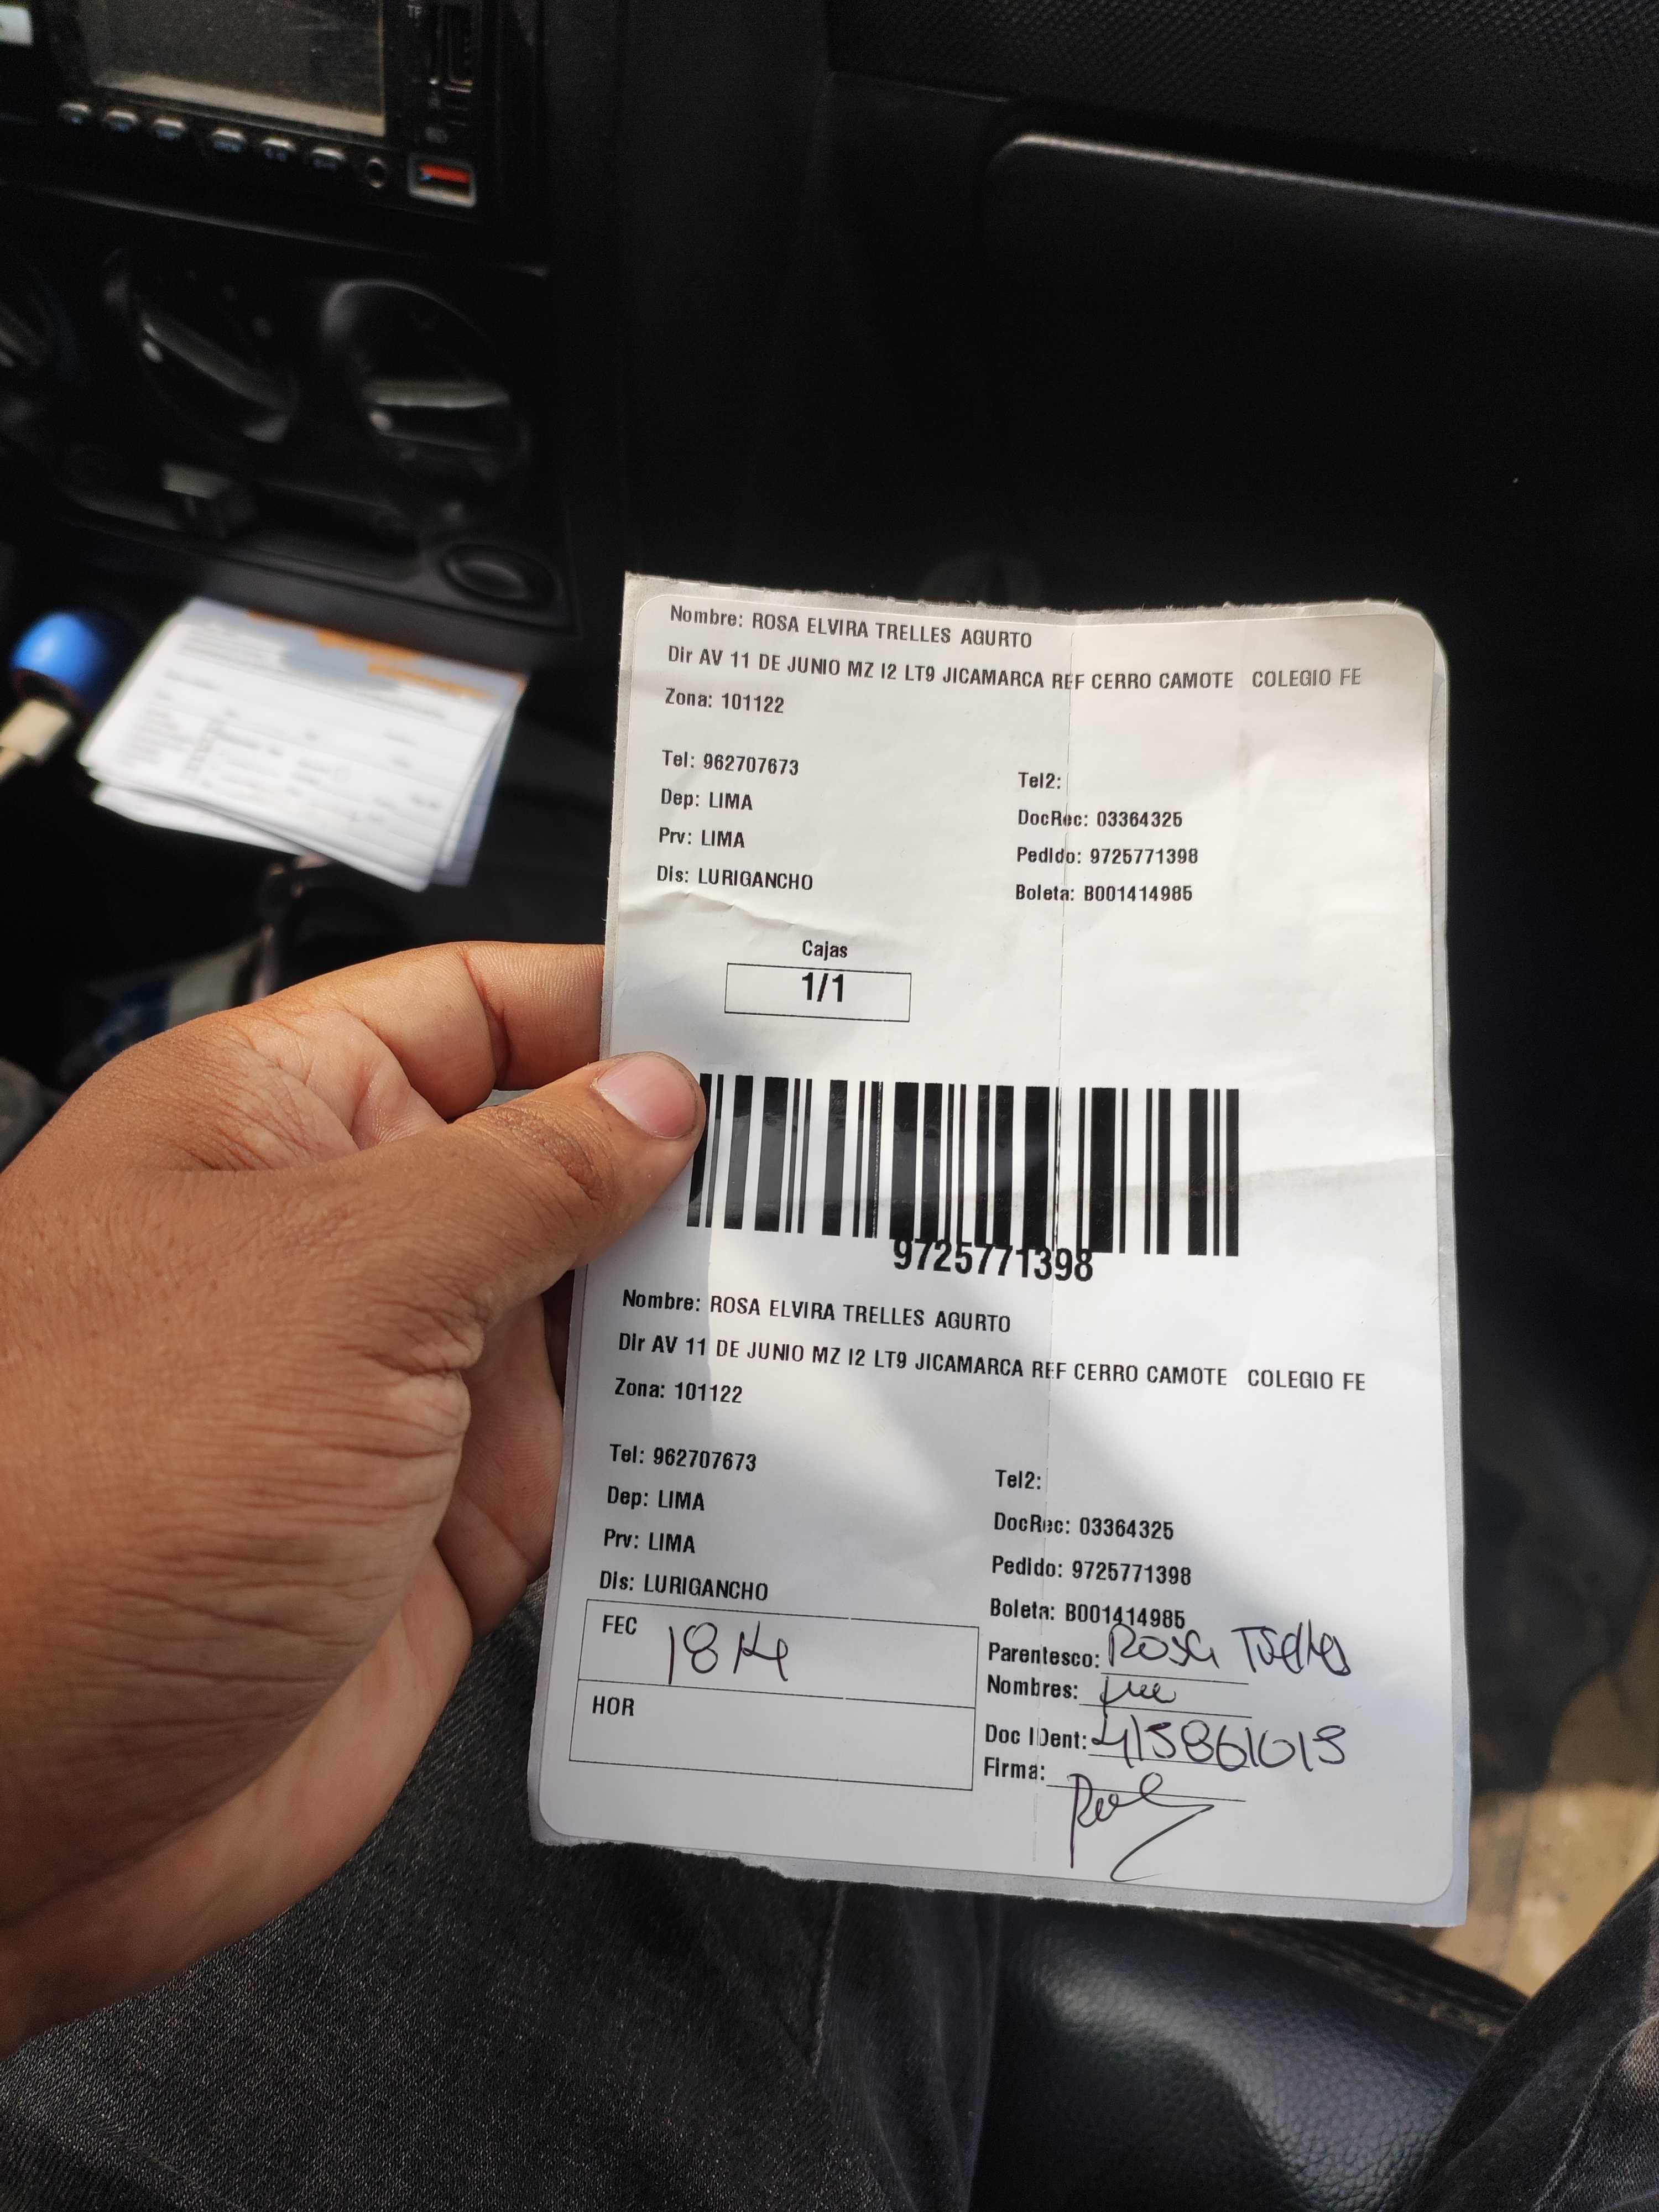 Nombre: ROSA ELVIRA TRELLES AGURTO
Dir AV 11 DE JUNIO MZ I2 LT9 JICAMARCA REF CERRO CAMOTE COLEGIO FE
Zona: 101122
Tel: 962707673
Tel2:
Dep: LIMA
DocRec: 03364325
Prv: LIMA
Pedido: 9725771398
Dis: LURIGANCHO
Boleta: B001414985
Cajas
1/1
9725771398
Nombre: ROSA ELVIRA TRELLES AGURTO
Dir AV 11 DE JUNIO MZ I2 LT9 JICAMARCA REF CERRO CAMOTE COLEGIO FE
Zona: 101122
Tel: 962707673
Tel2:
Dep: LIMA
DocRec: 03364325
Prv: LIMA
Pedido: 9725771398
Dis: LURIGANCHO
Boleta: B001414985
FEC 18
Parentesco: Rosa Trelles
Nombres:
HOR
Doc IDent:
Firma: